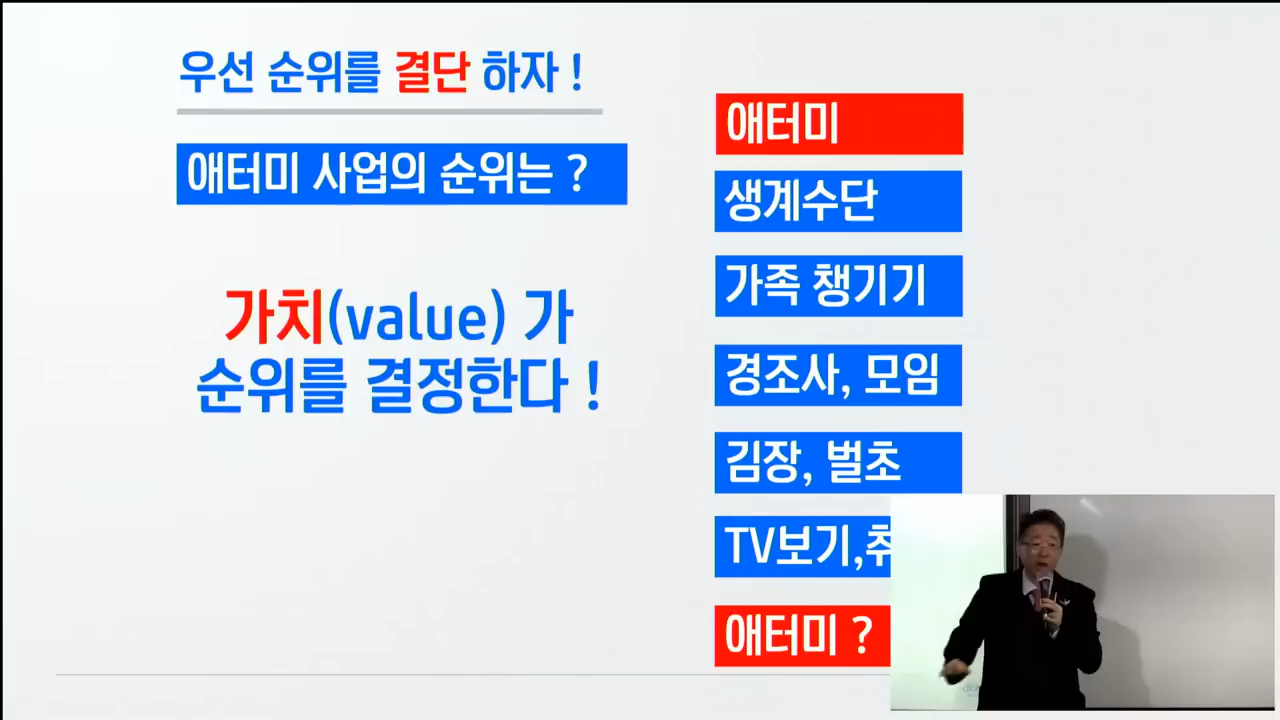 우선 순위를 결단 하자 !
애터미 사업의 순위는 ?
가치(value) 가
순위를 결정한다 !
애터미
생계수단
가족 챙기기
경조사, 모임
김장, 벌초
TV보기,
애터미 ?